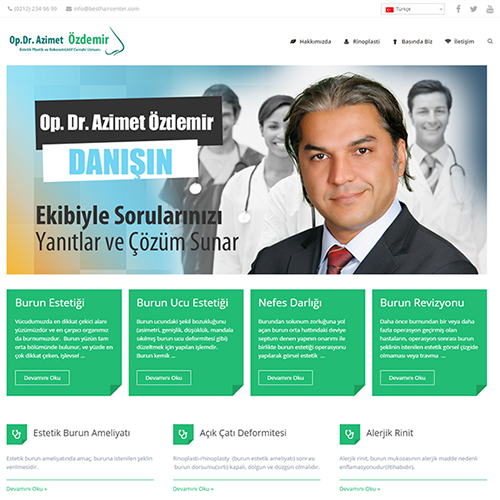 (0212) 234 96 99 info@besthaircenter.com Türkçe
Op.Dr. Azimet Özdemir
Estetik Plastik ve Rekonstrüktif Cerrahi Uzmanı
Hakkımızda Rinoplasti Basında Biz İletişim
Op. Dr. Azimet Özdemir
DANIŞIN
Ekibiyle Sorularınızı
Yanıtlar ve Çözüm Sunar
Burun Estetiği
Vücudumuzda en dikkat çekici alanı
yüzümüzdür ve en çarpıcı organımız
da burnumuzdur. Burun yüzün tam
orta bölümünde bulunur, ve yüzde en
çok dikkat çeken, işlevsel ...
Devamını Oku
Burun Ucu Estetiği
Burun ucundaki şekil bozukluğunu
(asimetri, genişlik, düşüklük, mandala
sıkılmış burun ucu deformitesi gibi)
düzeltmek için yapılan işlemdir.
Burun kemik ...
Devamını Oku
Nefes Darlığı
Burundan solunum zorluğuna yol
açan burun orta hattındaki deviye
septum denen yapının onarımı ile
birlikte burun estetiği operasyonu
yapılarak görsel estetik ...
Devamını Oku
Burun Revizyonu
Daha önce burnundan bir veya daha
fazla operasyon geçirmiş olan
hastaların, operasyon sonrası burun
şeklinin istenilen estetik görsel çizgide
olmaması veya travma ...
Devamını Oku
Estetik Burun Ameliyatı
Estetik burun ameliyatında amaç, buruna istenilen şeklin
verilmesidir.
Devamını Oku »
Açık Çatı Deformitesi
Rinoplasti-rhinoplasty (burun estetik ameliyatı) sonrası
burun dorsumu(sırtı) kapalı, dolgun ve düzgün olmalıdır.
Devamını Oku »
Alerjik Rinit
Alerjik rinit, burun mukozasının alerjik madde nedenli
enflamasyonudur(iltihabıdır).
Devamını Oku »